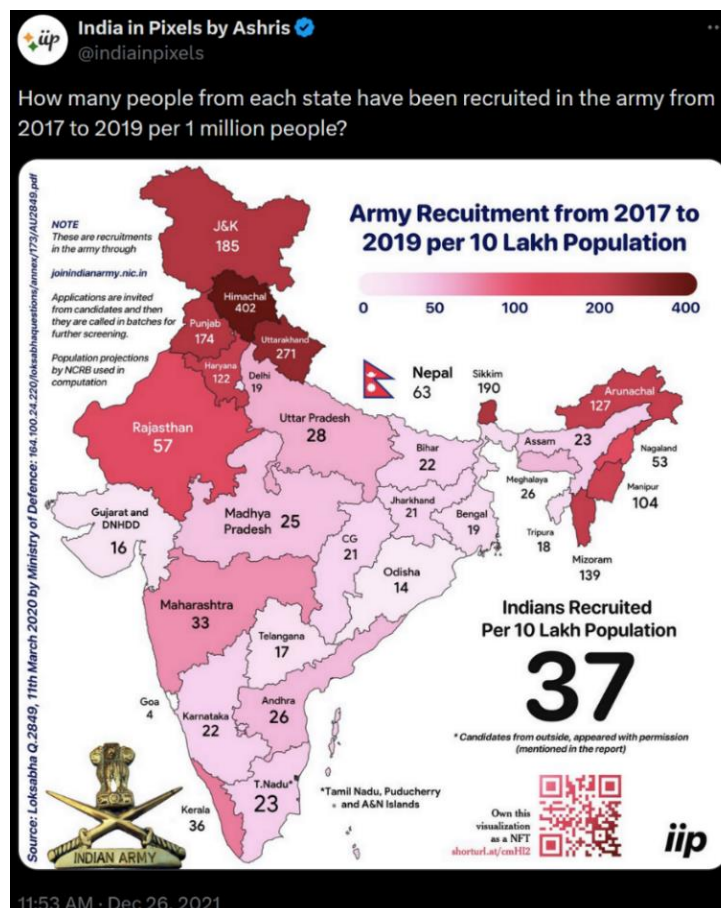 India in Pixels by Ashris
iip
@indiainpixels
How many people from each state have been recruited in the army from
2017 to 2019 per 1 million people?
Source: Loksabha Q.2849, 11th March 2020 by Ministry of Defence: 164.100.24.220/loksabhaquestions/annex/173/AU2849.pdf
NOTE
These are recruitments
in the army through
joinindianarmy.nic.in
Applications are invited
from candidates and then
they are called in batches for
further screening.
Population projections
by NCRB used in
computation
Army Recuitment from 2017 to
2019 per 10 Lakh Population
0 50 100 200 400
J&K
185
Himachal
402
Punjab
174
Uttarakhand
271
Haryana
122
Delhi
19
Nepal
63
Sikkim
190
Arunachal
127
Rajasthan
57
Uttar Pradesh
28
Bihar
22
Assam 23
Nagaland
53
Meghalaya
26
Manipur
104
Tripura
18
Mizoram
139
Gujarat and
DNHDD
16
Madhya
Pradesh 25
Jharkhand
21
Bengal
19
CG
21
Odisha
14
Maharashtra
33
Telangana
17
Goa
4
Karnataka
22
Andhra
26
Kerala
36
T.Nadu*
23
*Tamil Nadu, Puducherry
and A&N Islands
Indians Recruited
Per 10 Lakh Population
37
* Candidates from outside, appeared with permission
(mentioned in the report)
Own this
visualization
as a NFT
shorturl.at/cmHl2
iip
INDIAN ARMY
11:53 AM · Dec 26, 2021